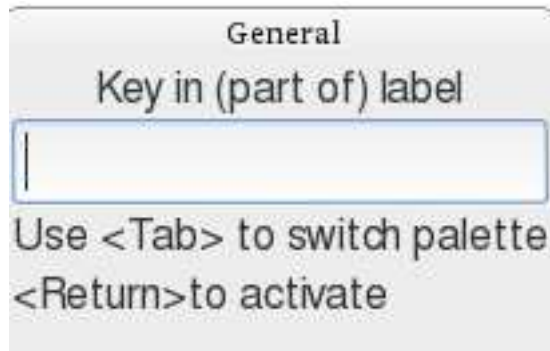 General
Key in (part of) label
Use <Tab> to switch palette
<Return>to activate